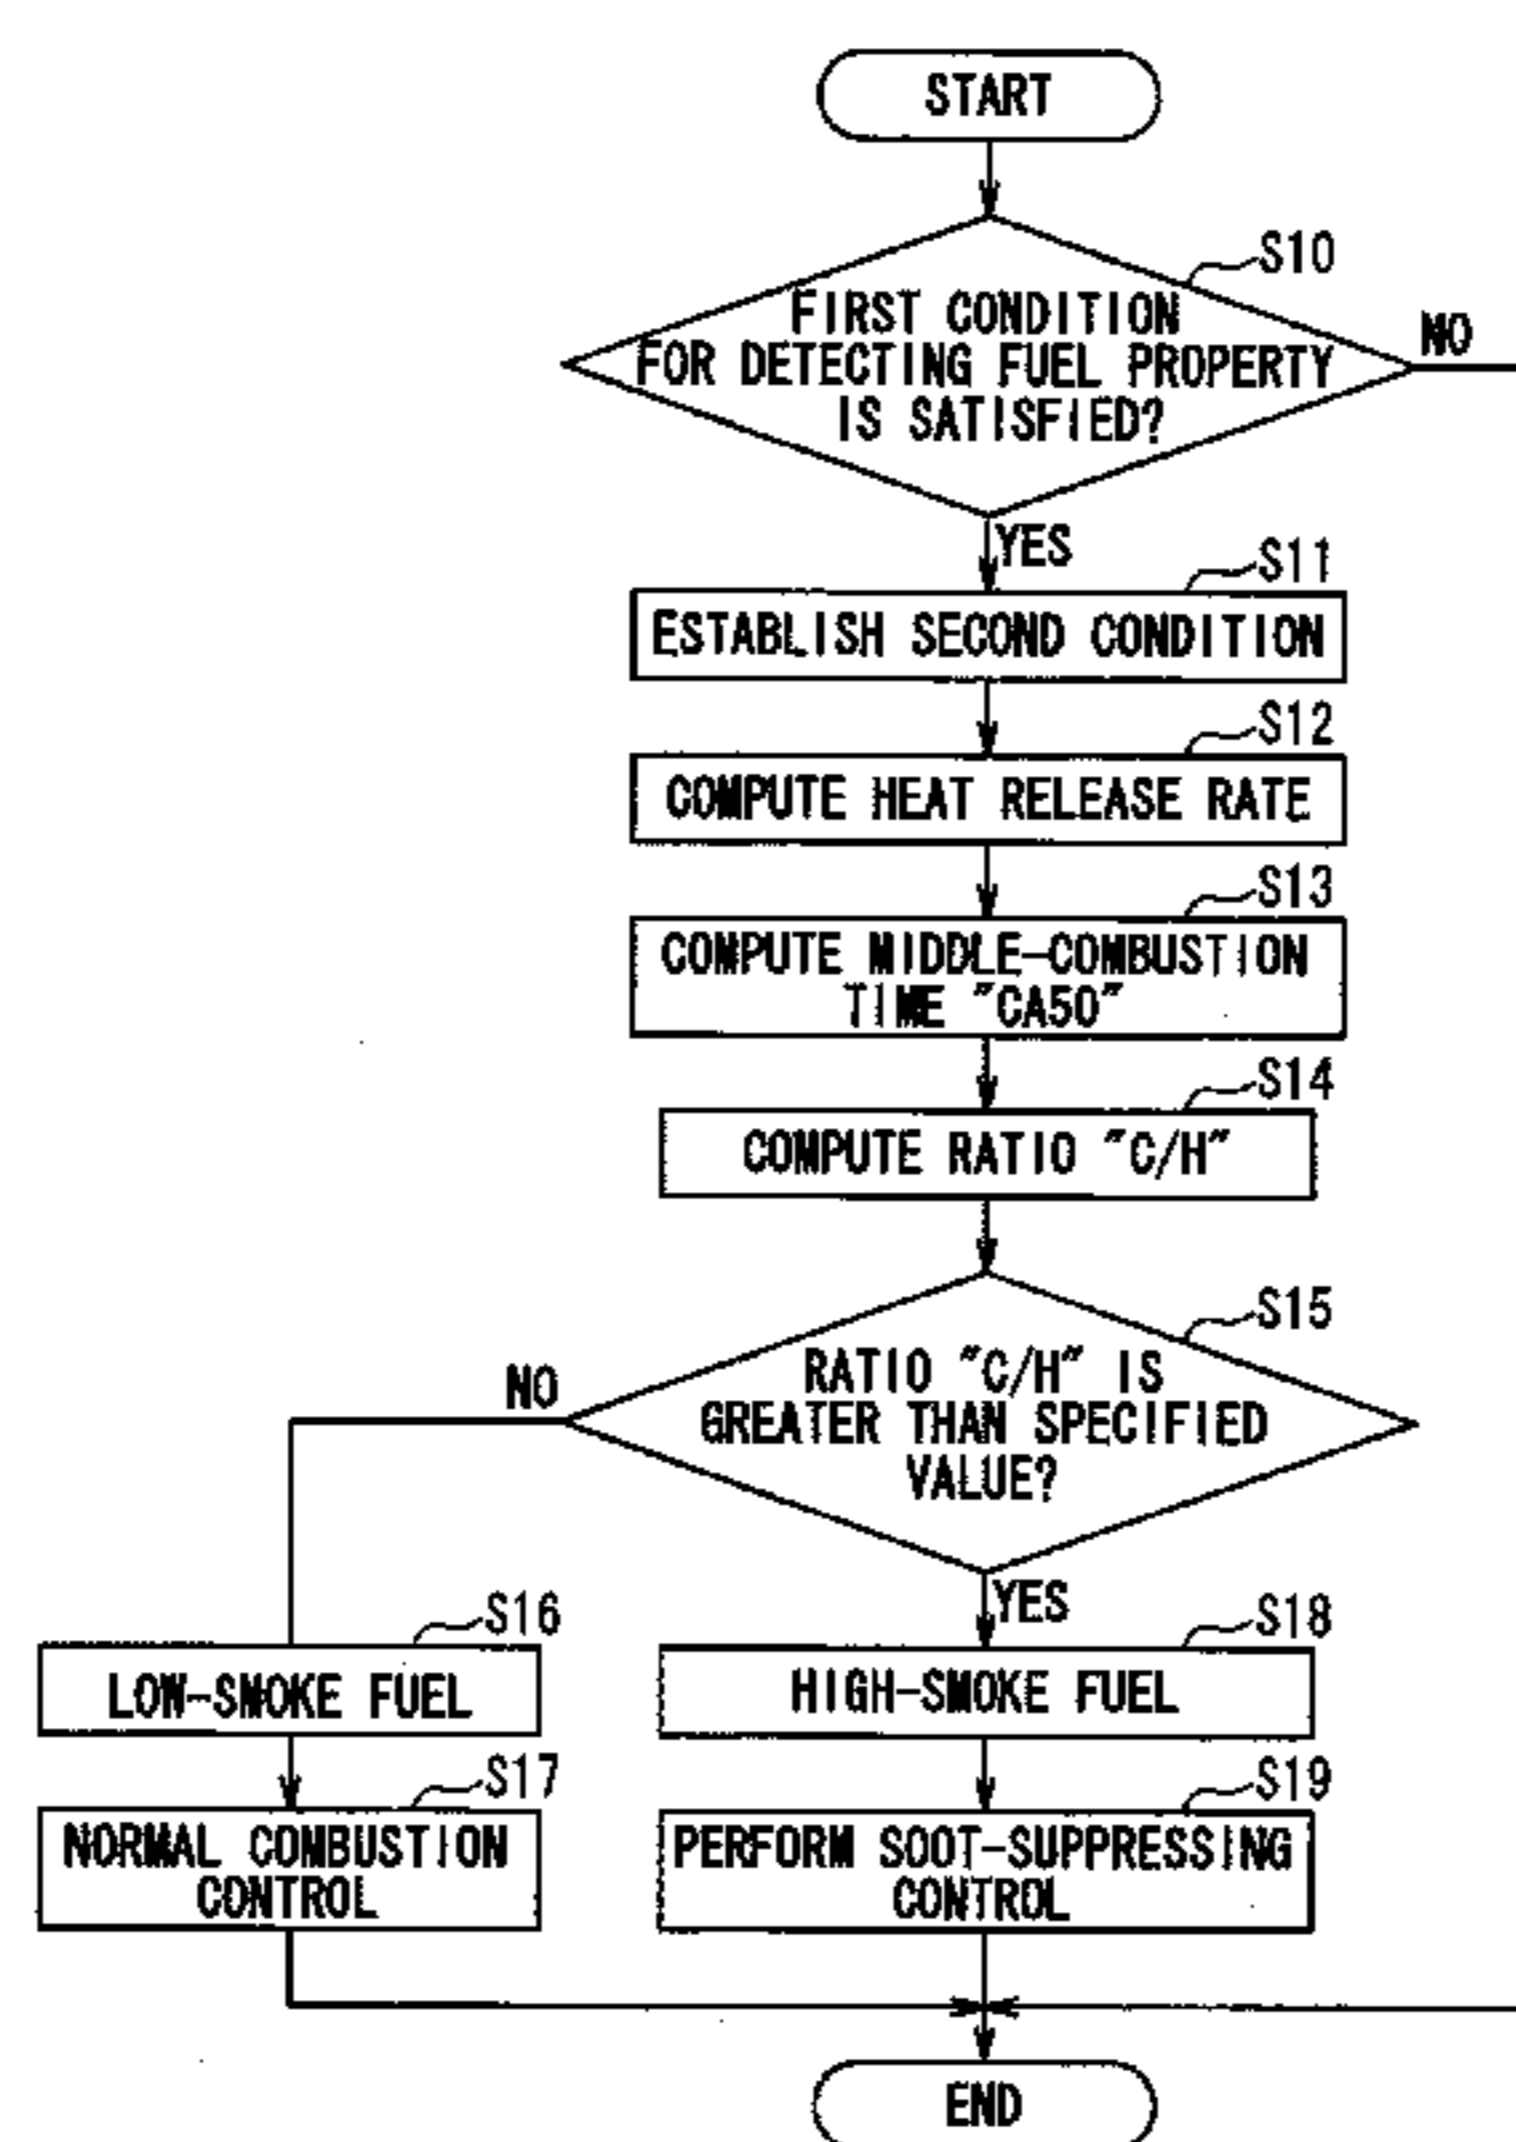 START
S10
FIRST CONDITION
FOR DETECTING FUEL PROPERTY
IS SATISFIED?
NO
YES
S11
ESTABLISH SECOND CONDITION
S12
COMPUTE HEAT RELEASE RATE
S13
COMPUTE MIDDLE-COMBUSTION
TIME "CA50"
S14
COMPUTE RATIO "C/H"
S15
RATIO "C/H" IS
GREATER THAN SPECIFIED
VALUE?
NO
YES
S16
LOW-SMOKE FUEL
S18
HIGH-SMOKE FUEL
S17
NORMAL COMBUSTION
CONTROL
S19
PERFORM SOOT-SUPPRESSING
CONTROL
END